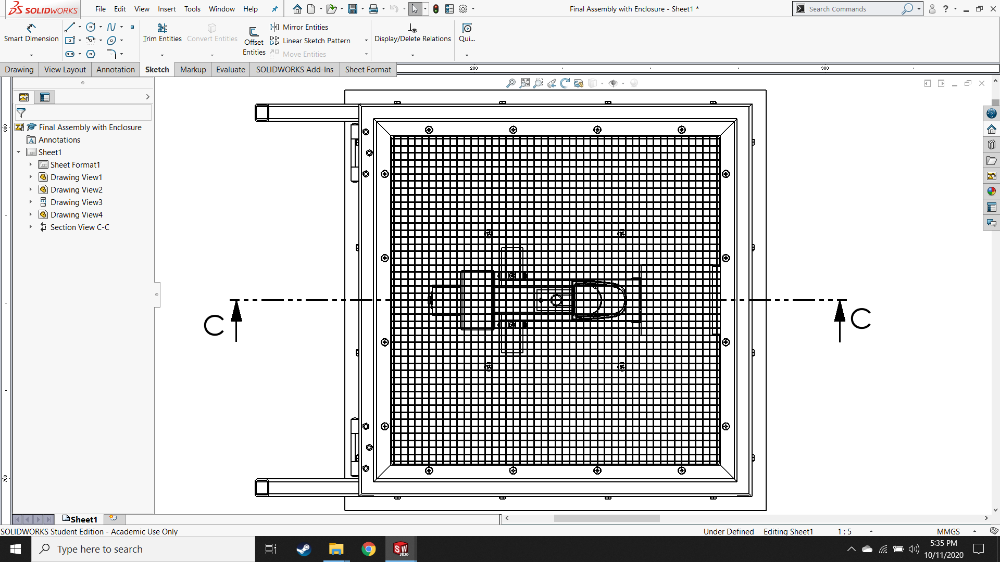 SOLIDWORKS
File Edit View Insert Tools Window Help
Final Assembly with Enclosure - Sheet1 *
Search Commands
?
Smart Dimension
Trim Entities
Convert Entities
Offset Entities
Mirror Entities
Linear Sketch Pattern
Move Entities
Display/Delete Relations
Qui...
Drawing View Layout Annotation Sketch Markup Evaluate SOLIDWORKS Add-Ins Sheet Format
200 300
800
700
Final Assembly with Enclosure
Annotations
Sheet1
Sheet Format1
Drawing View1
Drawing View2
Drawing View3
Drawing View4
Section View C-C
C C
Sheet1
SOLIDWORKS Student Edition - Academic Use Only
Under Defined Editing Sheet1 1 : 5 MMGS
Type here to search
SW 2020
5:35 PM
10/11/2020